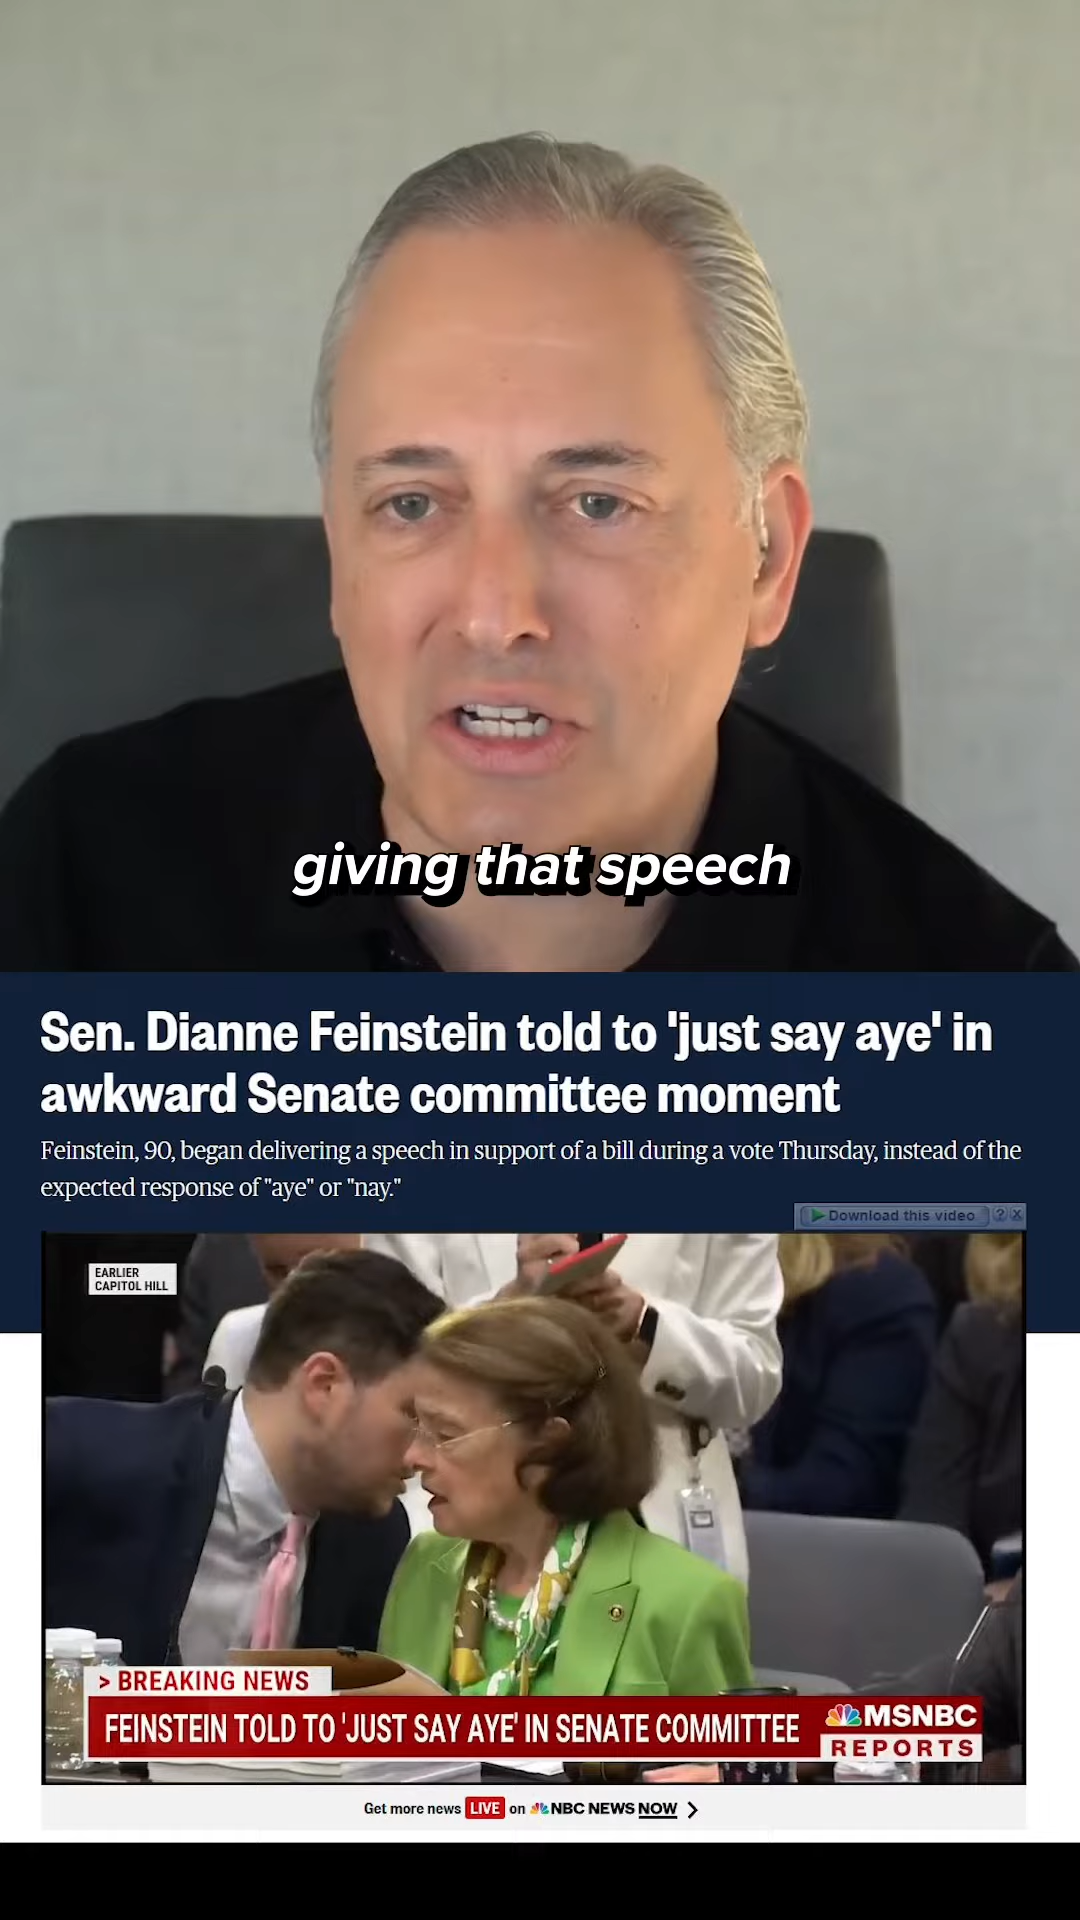 giving that speech
Sen. Dianne Feinstein told to 'just say aye' in
awkward Senate committee moment
Feinstein, 90, began delivering a speech in support of a bill during a vote Thursday, instead of the
expected response of "aye" or "nay."
Download this video ? X
EARLIER
CAPITOL HILL
> BREAKING NEWS
FEINSTEIN TOLD TO 'JUST SAY AYE' IN SENATE COMMITTEE
MSNBC
REPORTS
Get more news LIVE on NBC NEWS NOW >